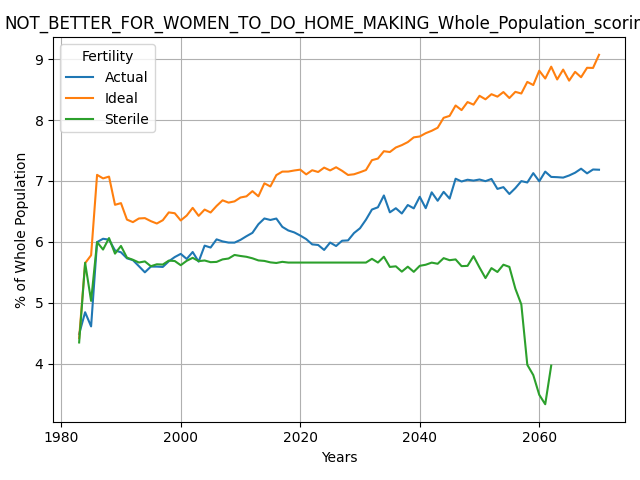 NOT_BETTER_FOR_WOMEN_TO_DO_HOME_MAKING_Whole_Population_scorin
Fertility
Actual
Ideal
Sterile
% of Whole Population
9
8
7
6
5
4
1980 2000 2020 2040 2060
Years